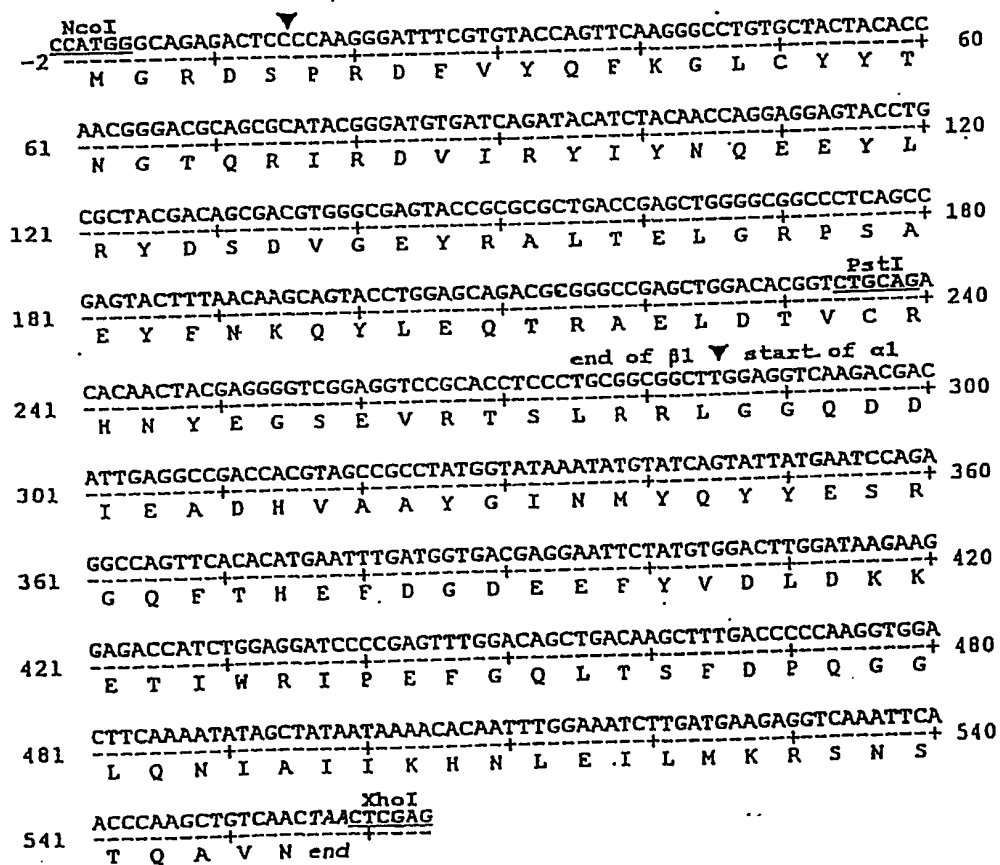 NcoI
CCATGGGCAGAGACTCCCCAAGGGATTTCGTGTACCAGTTCAAGGGCCTGTGCTACTACACC
-2 60
M G R D S P R D F V Y Q F K G L C Y Y T
AACGGGACGCAGCGCATACGGGATGTGATCAGATACATCTACAACCAGGAGGAGTACCTG
61 120
N G T Q R I R D V I R Y I Y N Q E E Y L
CGCTACGACAGCGACGTGGGCGAGTACCGCGCGCTGACCGAGCTGGGGCGGCCCTCAGCC
121 180
R Y D S D V G E Y R A L T E L G R P S A
PstI
GAGTACTTTAACAAGCAGTACCTGGAGCAGACGCGGGCCGAGCTGGACACGGTCTGCAGA
181 240
E Y F N K Q Y L E Q T R A E L D T V C R
end of β1 ▼ start of α1
CACAACTACGAGGGGTCGGAGGTCCGCACCTCCCTGCGGCGGCTTGGAGGTCAAGACGAC
241 300
H N Y E G S E V R T S L R R L G G Q D D
ATTGAGGCCGACCACGTAGCCGCCTATGGTATAAATATGTATCAGTATTATGAATCCAGA
301 360
I E A D H V A A Y G I N M Y Q Y Y E S R
GGCCAGTTCACACATGAATTTGATGGTGACGAGGAATTCTATGTGGACTTGGATAAGAAG
361 420
G Q F T H E F D G D E E F Y V D L D K K
GAGACCATCTGGAGGATCCCCGAGTTTGGACAGCTGACAAGCTTTGACCCCCAAGGTGGA
421 480
E T I W R I P E F G Q L T S F D P Q G G
CTTCAAAATATAGCTATAATAAAACACAATTTGGAAATCTTGATGAAGAGGTCAAATTCA
481 540
L Q N I A I I K H N L E I L M K R S N S
XhoI
ACCCAAGCTGTCAACTAACTCGAG
541
T Q A V N end